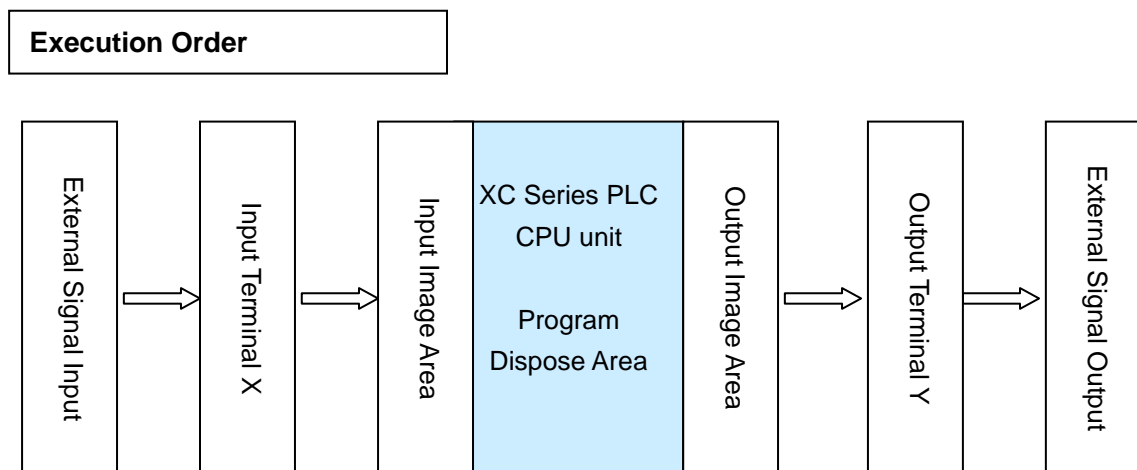 Execution Order
External Signal Input
Input Terminal X
Input Image Area
XC Series PLC
CPU unit
Program
Dispose Area
Output Image Area
Output Terminal Y
External Signal Output